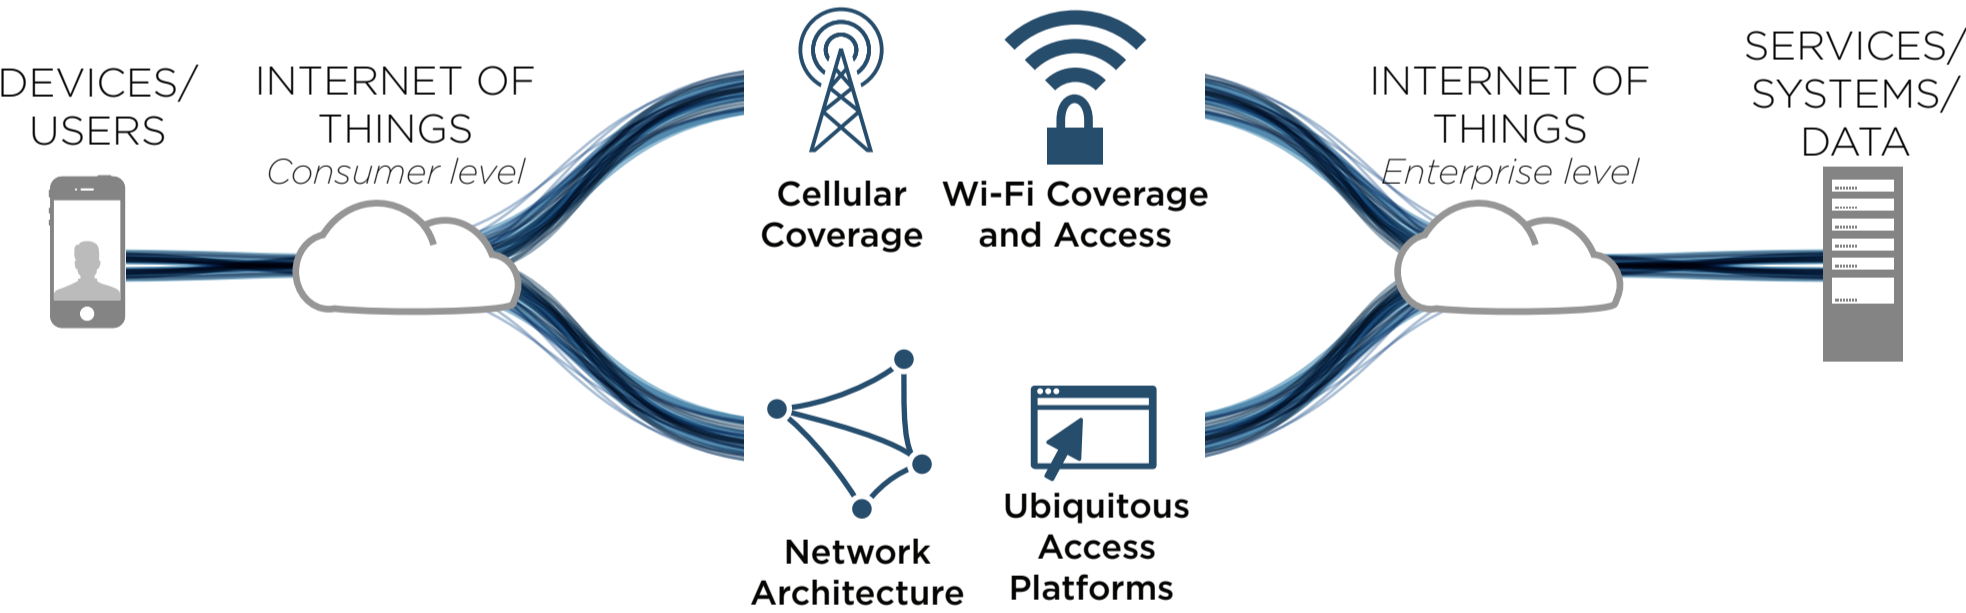 DEVICES/
USERS
INTERNET OF
THINGS
Consumer level
Cellular
Coverage
Wi-Fi Coverage
and Access
Network
Architecture
Ubiquitous
Access
Platforms
INTERNET OF
THINGS
Enterprise level
SERVICES/
SYSTEMS/
DATA